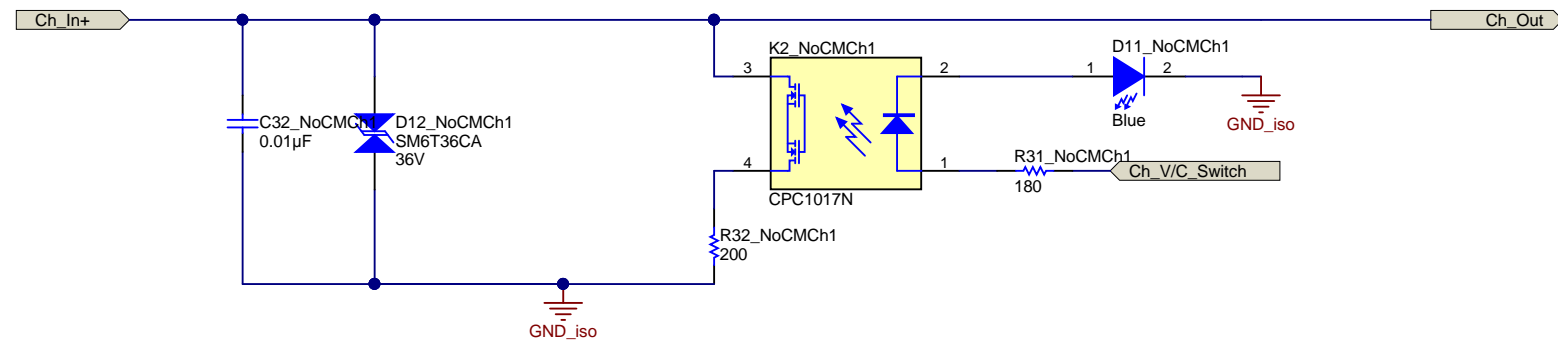 Ch_In+
Ch_Out
K2_NoCMCh1
D11_NoCMCh1
3
2
1
2
C32_NoCMCh1
0.01µF
D12_NoCMCh1
SM6T36CA
36V
Blue
GND_iso
4
1
R31_NoCMCh1
180
Ch_V/C_Switch
CPC1017N
R32_NoCMCh1
200
GND_iso